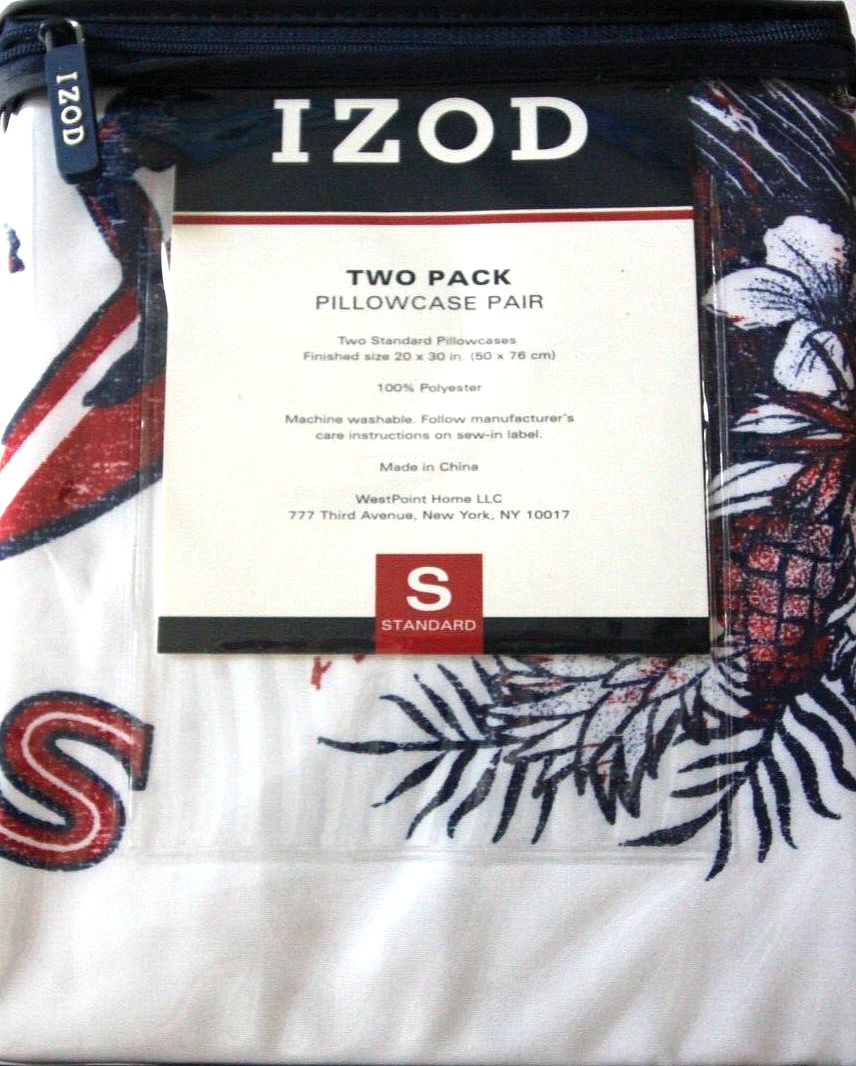 IZOD
IZOD
TWO PACK
PILLOWCASE PAIR
Two Standard Pillowcases
Finished size 20 x 30 in. (50 x 76 cm)
100% Polyester
Machine washable. Follow manufacturer's
care instructions on sew-in label.
Made in China
WestPoint Home LLC
777 Third Avenue, New York, NY 10017
S
STANDARD
S